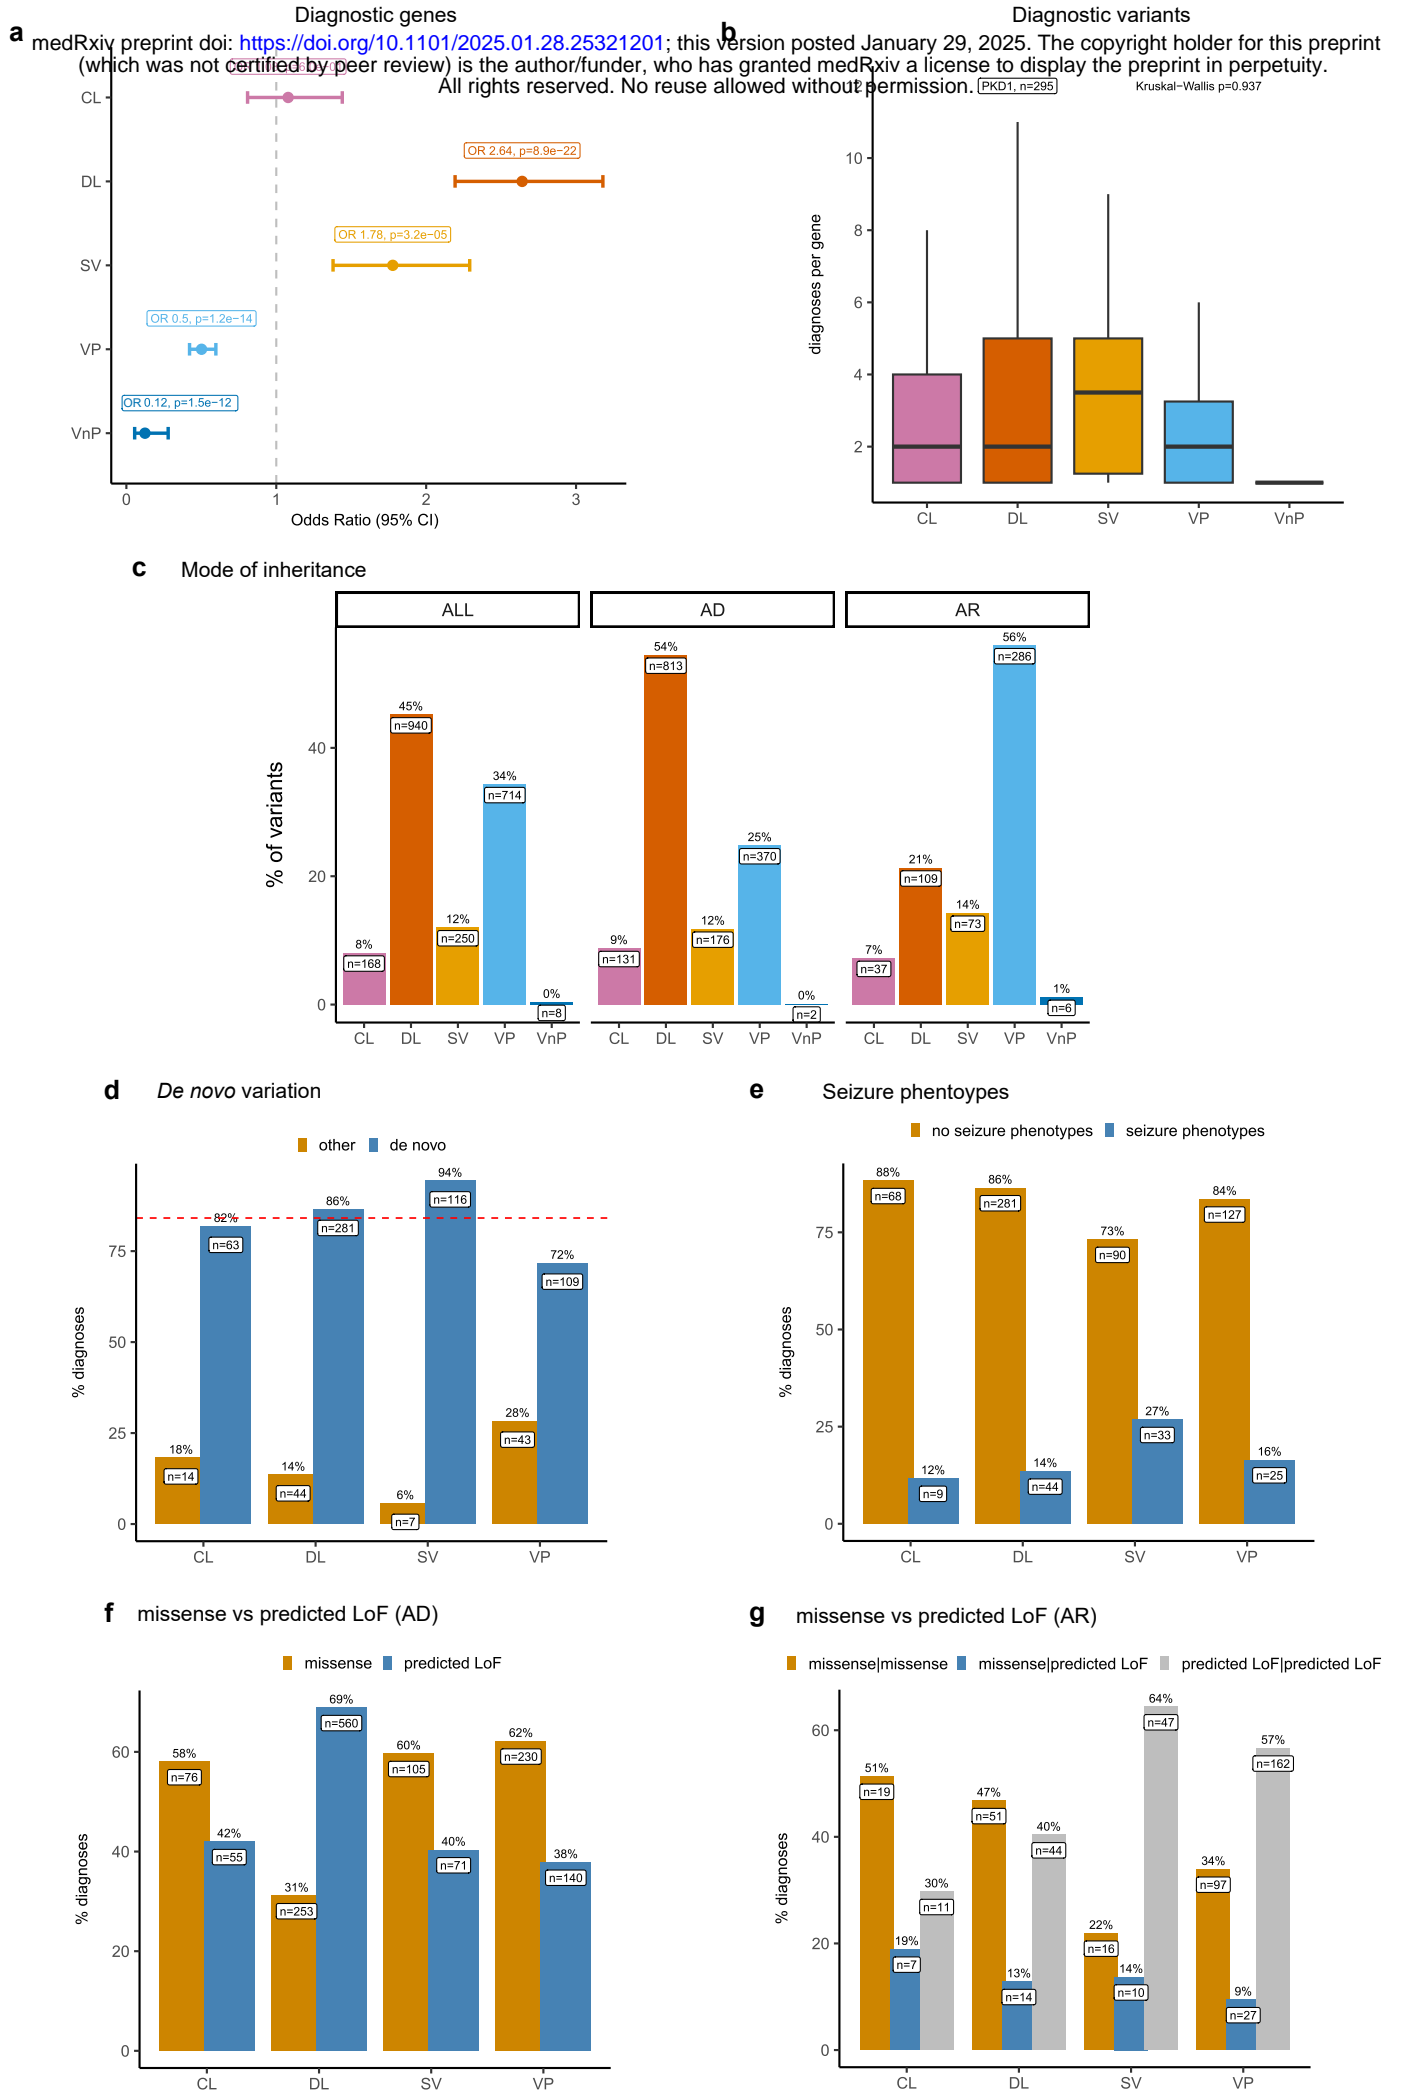 Diagnostic genes
Diagnostic variants
a
b
medRxiv preprint doi: https://doi.org/10.1101/2025.01.28.25321201; this version posted January 29, 2025. The copyright holder for this preprint
(which was not certified by peer review) is the author/funder, who has granted medRxiv a license to display the preprint in perpetuity.
All rights reserved. No reuse allowed without permission.
CL
DL
SV
VP
VnP
OR 2.64, p=8.9e−22
OR 1.78, p=3.2e−05
OR 0.5, p=1.2e−14
OR 0.12, p=1.5e−12
0
1
2
3
Odds Ratio (95% CI)
PKD1, n=295
Kruskal−Wallis p=0.937
diagnoses per gene
12
10
8
6
4
2
CL
DL
SV
VP
VnP
c
Mode of inheritance
ALL
AD
AR
% of variants
40
20
0
8%
n=168
45%
n=940
12%
n=250
34%
n=714
0%
n=8
9%
n=131
54%
n=813
12%
n=176
25%
n=370
0%
n=2
7%
n=37
21%
n=109
14%
n=73
56%
n=286
1%
n=6
CL DL SV VP VnP
CL DL SV VP VnP
CL DL SV VP VnP
d
De novo variation
other de novo
% diagnoses
75
50
25
0
18%
n=14
82%
n=63
14%
n=44
86%
n=281
6%
n=7
94%
n=116
28%
n=43
72%
n=109
CL DL SV VP
e
Seizure phentoypes
no seizure phenotypes seizure phenotypes
% diagnoses
75
50
25
0
88%
n=68
12%
n=9
86%
n=281
14%
n=44
73%
n=90
27%
n=33
84%
n=127
16%
n=25
CL DL SV VP
f
missense vs predicted LoF (AD)
missense predicted LoF
% diagnoses
60
40
20
0
58%
n=76
42%
n=55
31%
n=253
69%
n=560
60%
n=105
40%
n=71
62%
n=230
38%
n=140
CL DL SV VP
g
missense vs predicted LoF (AR)
missense|missense missense|predicted LoF predicted LoF|predicted LoF
% diagnoses
60
40
20
0
51%
n=19
19%
n=7
30%
n=11
47%
n=51
13%
n=14
40%
n=44
22%
n=16
14%
n=10
64%
n=47
34%
n=97
9%
n=27
57%
n=162
CL DL SV VP